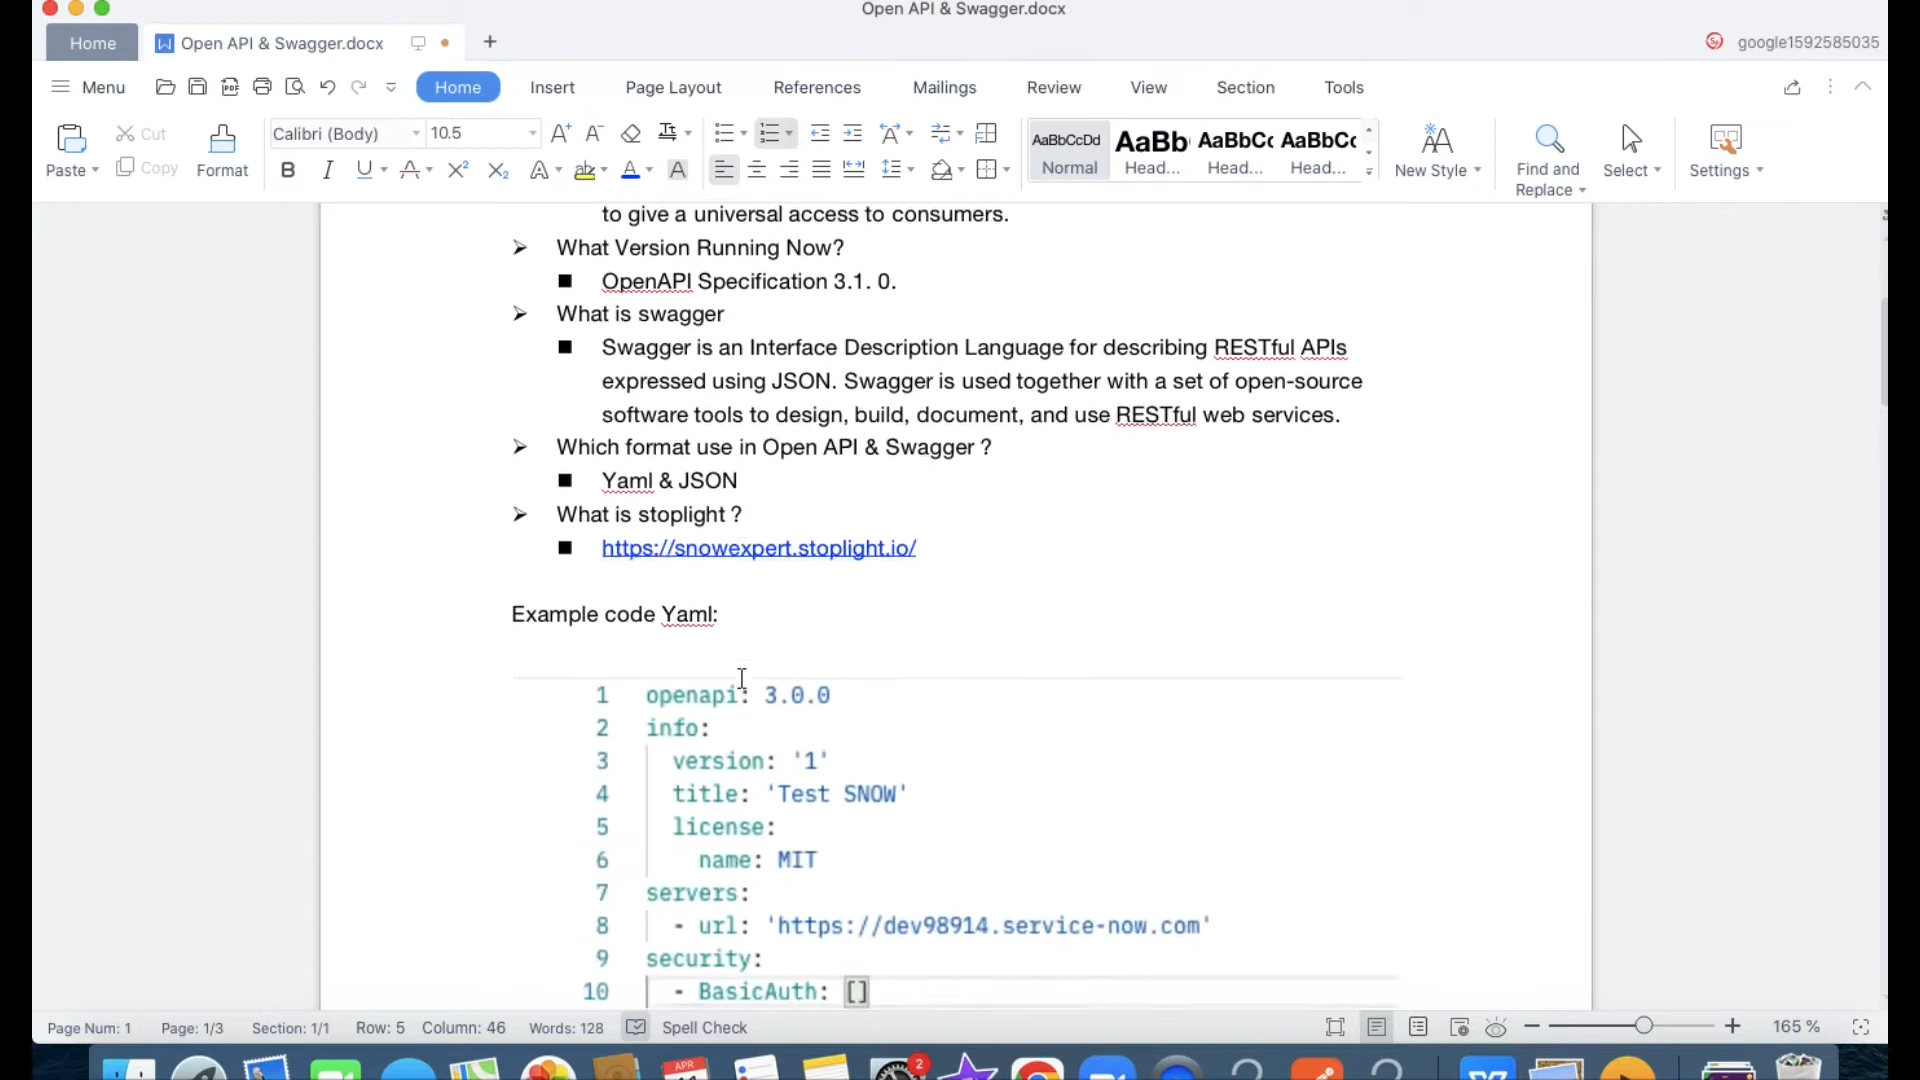 Open API & Swagger.docx
Home
Open API & Swagger.docx
google1592585035
Menu
Home
Insert
Page Layout
References
Mailings
Review
View
Section
Tools
Paste
Cut
Copy
Format
Calibri (Body)
10.5
AaBbCcDd
Normal
AaBb
Head...
AaBbCc
Head...
AaBbCc
Head...
New Style
Find and
Replace
Select
Settings
to give a universal access to consumers.
What Version Running Now?
OpenAPI Specification 3.1. 0.
What is swagger
Swagger is an Interface Description Language for describing RESTful APIs
expressed using JSON. Swagger is used together with a set of open-source
software tools to design, build, document, and use RESTful web services.
Which format use in Open API & Swagger ?
Yaml & JSON
What is stoplight ?
https://snowexpert.stoplight.io/
Example code Yaml:
1 openapi: 3.0.0
2 info:
3 version: '1'
4 title: 'Test SNOW'
5 license:
6 name: MIT
7 servers:
8 - url: 'https://dev98914.service-now.com'
9 security:
10 - BasicAuth: []
Page Num: 1
Page: 1/3
Section: 1/1
Row: 5
Column: 46
Words: 128
Spell Check
165 %
APR
2